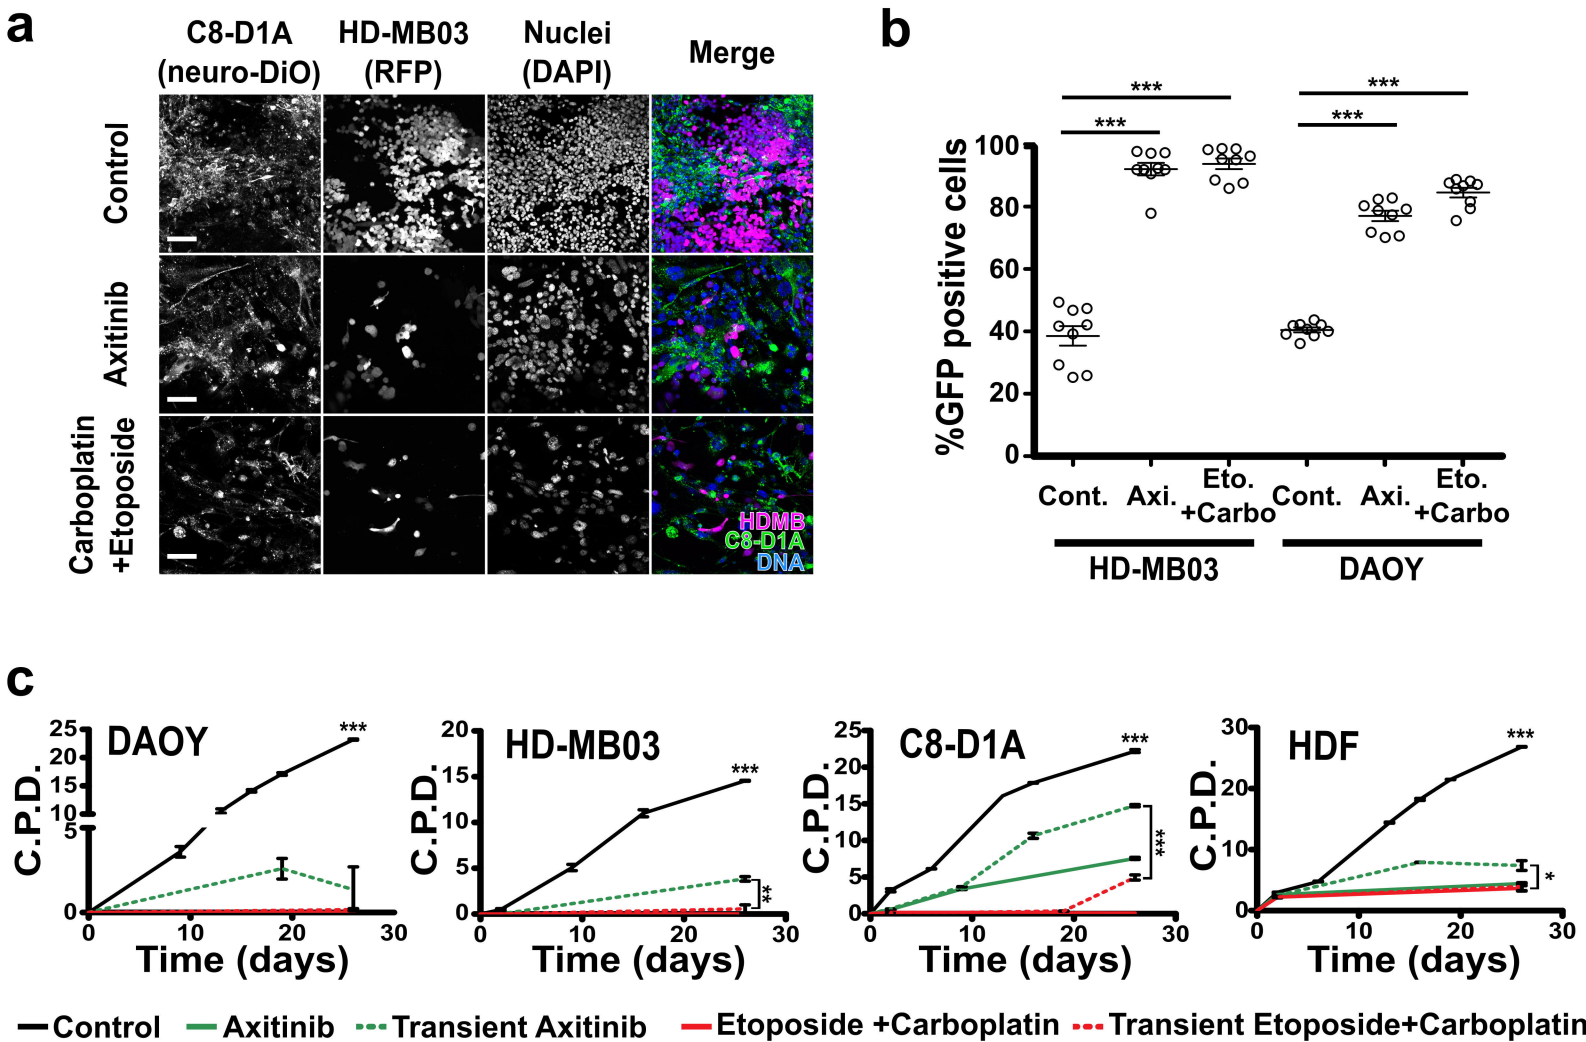 a
C8-D1A
(neuro-DiO)
HD-MB03
(RFP)
Nuclei
(DAPI)
Merge
Control
Axitinib
Carboplatin
+Etoposide
HDMB
C8-D1A
DNA
b
%GFP positive cells
100
80
60
40
20
0
***
***
***
***
Cont.
Axi.
Eto.
+Carbo
Cont.
Axi.
Eto.
+Carbo
HD-MB03
DAOY
c
DAOY
C.P.D.
25
20
15
10
5
0
***
0
10
20
30
Time (days)
HD-MB03
C.P.D.
20
15
10
5
0
***
**
0
10
20
30
Time (days)
C8-D1A
C.P.D.
25
20
15
10
5
0
***
***
0
10
20
30
Time (days)
HDF
C.P.D.
30
20
10
0
***
*
0
10
20
30
Time (days)
Control
Axitinib
Transient Axitinib
Etoposide +Carboplatin
Transient Etoposide+Carboplatin